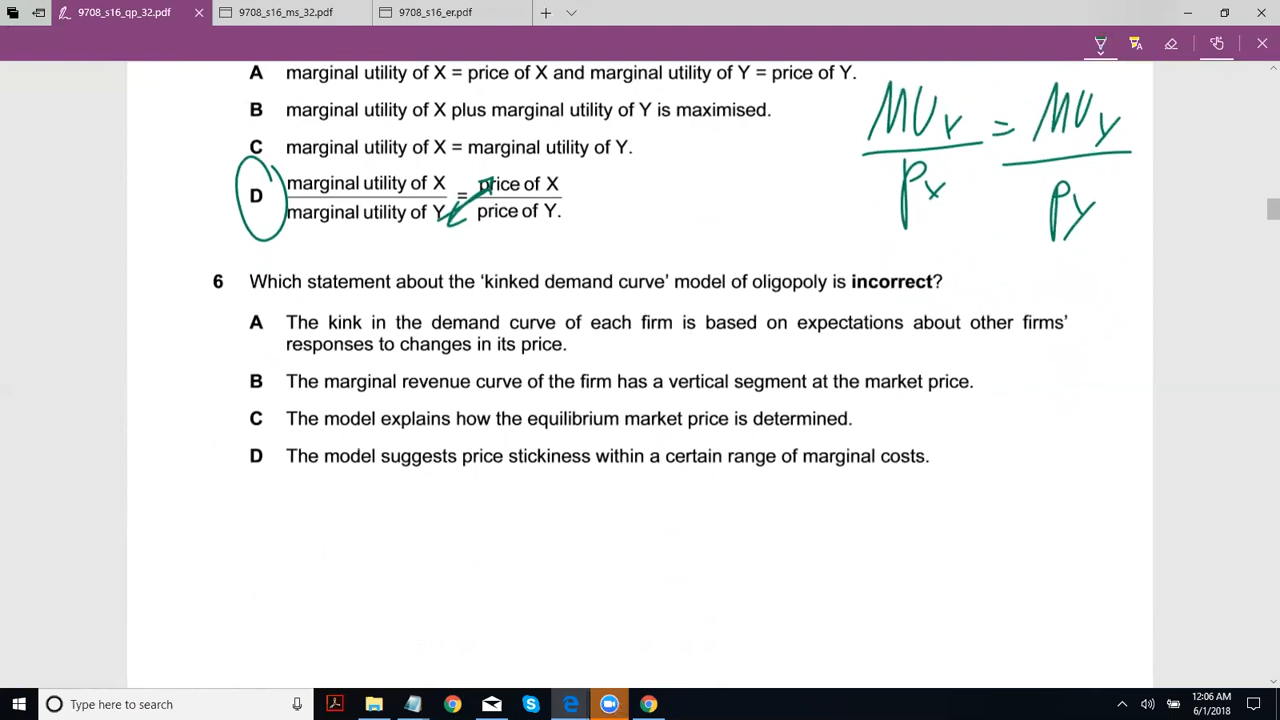 9708_s16_qp_32.pdf
9708_s16_ms_32.pdf
9708_s16_er.pdf
A marginal utility of X = price of X and marginal utility of Y = price of Y.
B marginal utility of X plus marginal utility of Y is maximised.
C marginal utility of X = marginal utility of Y.
D marginal utility of X / marginal utility of Y = price of X / price of Y.
MUx / Px = MUy / Py
6 Which statement about the ‘kinked demand curve’ model of oligopoly is incorrect?
A The kink in the demand curve of each firm is based on expectations about other firms’
responses to changes in its price.
B The marginal revenue curve of the firm has a vertical segment at the market price.
C The model explains how the equilibrium market price is determined.
D The model suggests price stickiness within a certain range of marginal costs.
Type here to search
12:06 AM
6/1/2018